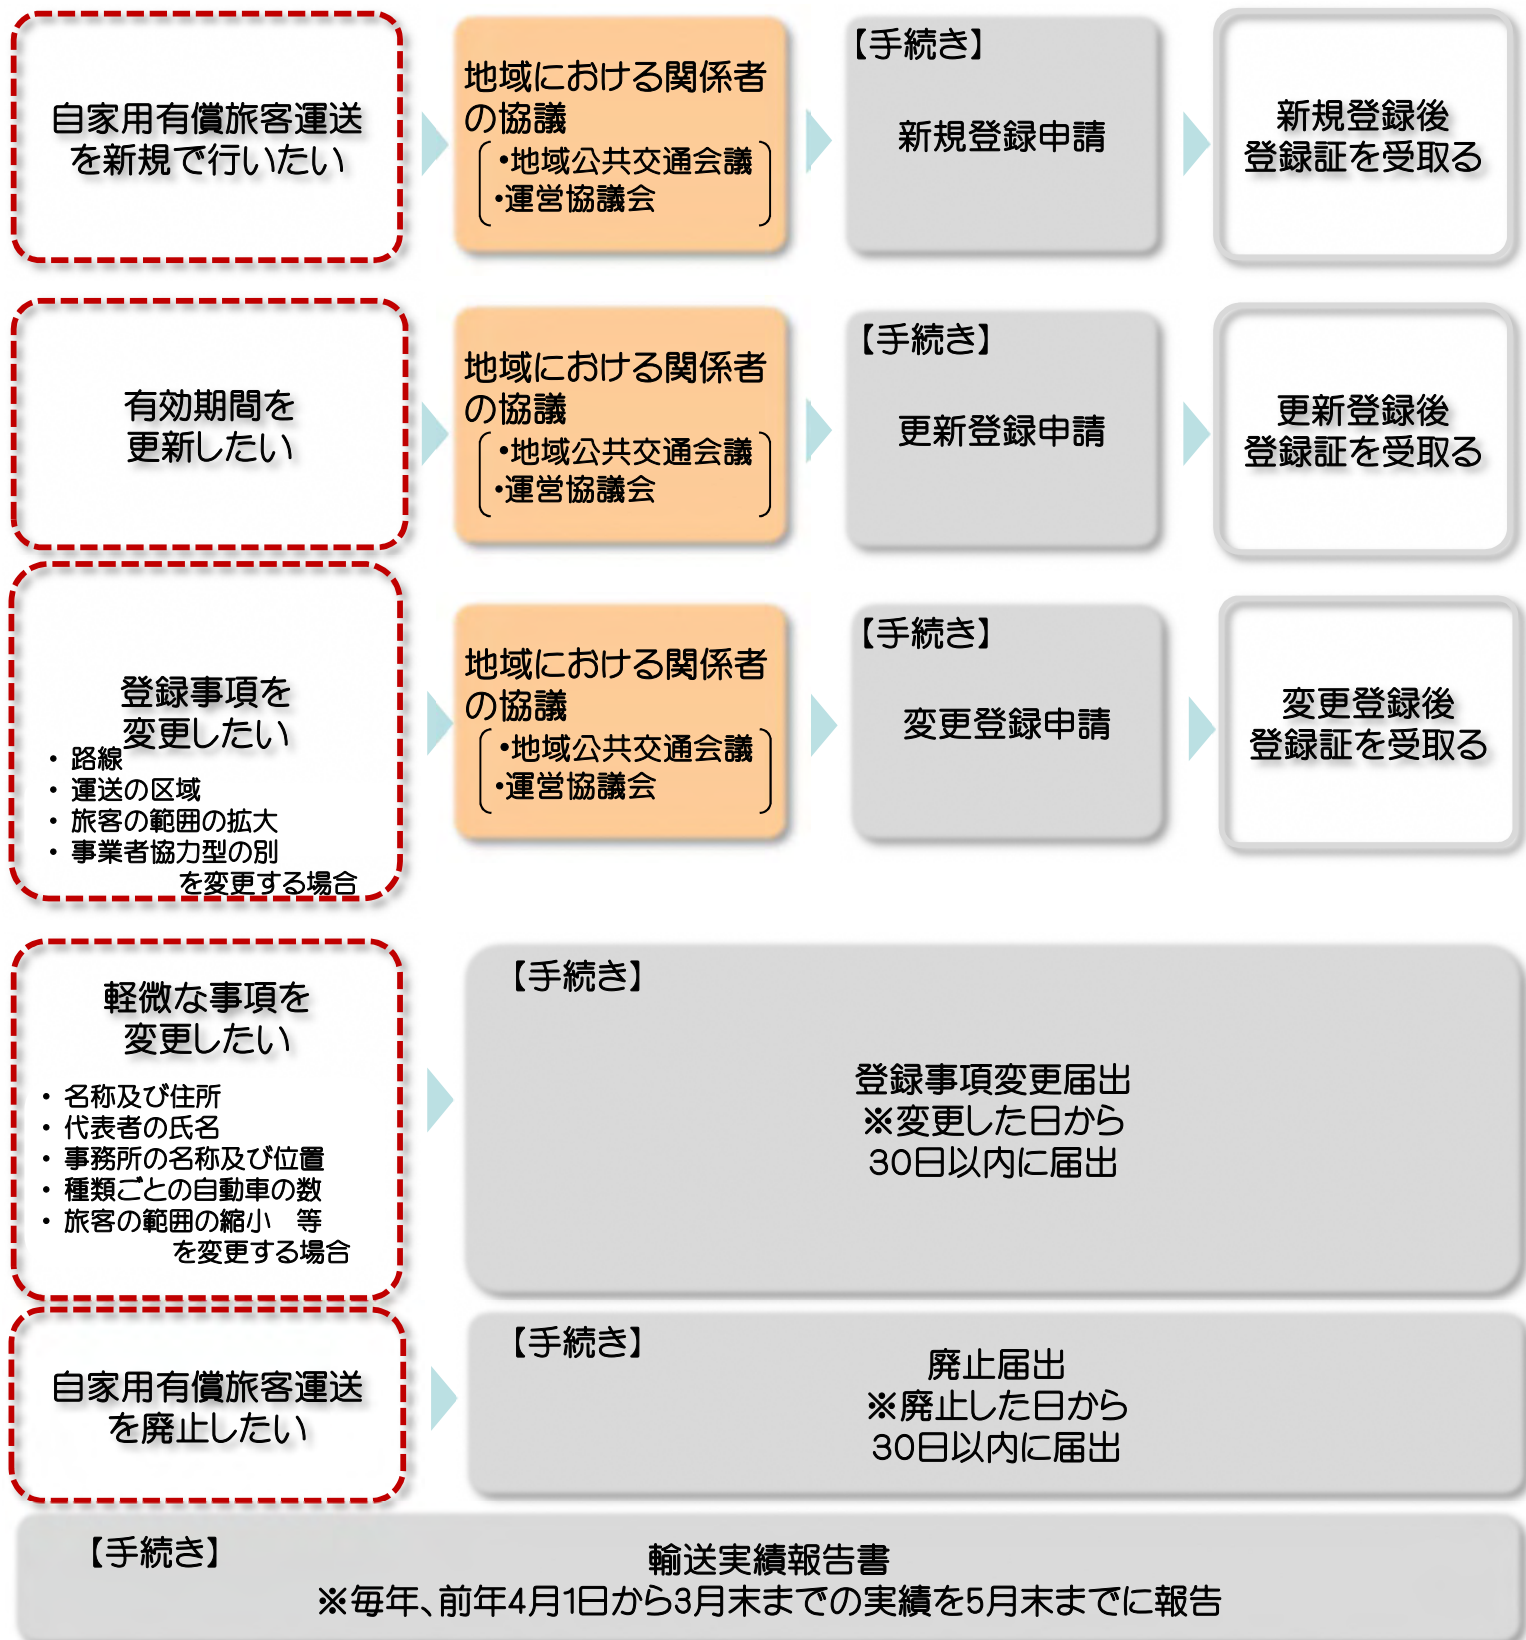 自家用有償旅客運送
を新規で行いたい
地域における関係者
の協議
・地域公共交通会議
・運営協議会
【手続き】
新規登録申請
新規登録後
登録証を受取る
有効期間を
更新したい
地域における関係者
の協議
・地域公共交通会議
・運営協議会
【手続き】
更新登録申請
更新登録後
登録証を受取る
登録事項を
変更したい
・ 路線
・ 運送の区域
・ 旅客の範囲の拡大
・ 事業者協力型の別
を変更する場合
地域における関係者
の協議
・地域公共交通会議
・運営協議会
【手続き】
変更登録申請
変更登録後
登録証を受取る
軽微な事項を
変更したい
・ 名称及び住所
・ 代表者の氏名
・ 事務所の名称及び位置
・ 種類ごとの自動車の数
・ 旅客の範囲の縮小　等
を変更する場合
【手続き】
登録事項変更届出
※変更した日から
30日以内に届出
自家用有償旅客運送
を廃止したい
【手続き】
廃止届出
※廃止した日から
30日以内に届出
【手続き】
輸送実績報告書
※毎年、前年4月1日から3月末までの実績を5月末までに報告